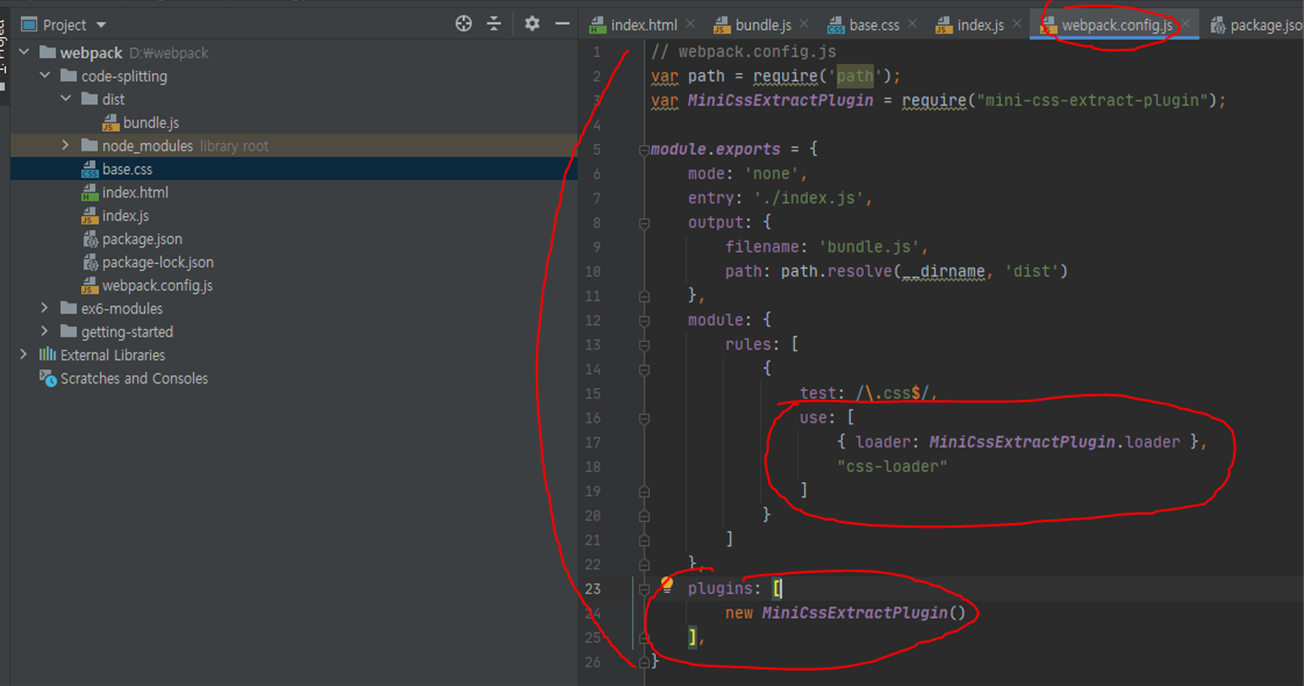 Project
index.html
bundle.js
base.css
index.js
webpack.config.js
package.jso
Project
webpack D:₩webpack
code-splitting
dist
bundle.js
node_modules library root
base.css
index.html
index.js
package.json
package-lock.json
webpack.config.js
ex6-modules
getting-started
External Libraries
Scratches and Consoles
1 // webpack.config.js
2 var path = require('path');
3 var MiniCssExtractPlugin = require("mini-css-extract-plugin");
4
5 module.exports = {
6 mode: 'none',
7 entry: './index.js',
8 output: {
9 filename: 'bundle.js',
10 path: path.resolve(__dirname, 'dist')
11 },
12 module: {
13 rules: [
14 {
15 test: /\.css$/,
16 use: [
17 { loader: MiniCssExtractPlugin.loader },
18 "css-loader"
19 ]
20 }
21 ]
22 },
23 plugins: [
24 new MiniCssExtractPlugin()
25 ],
26 }